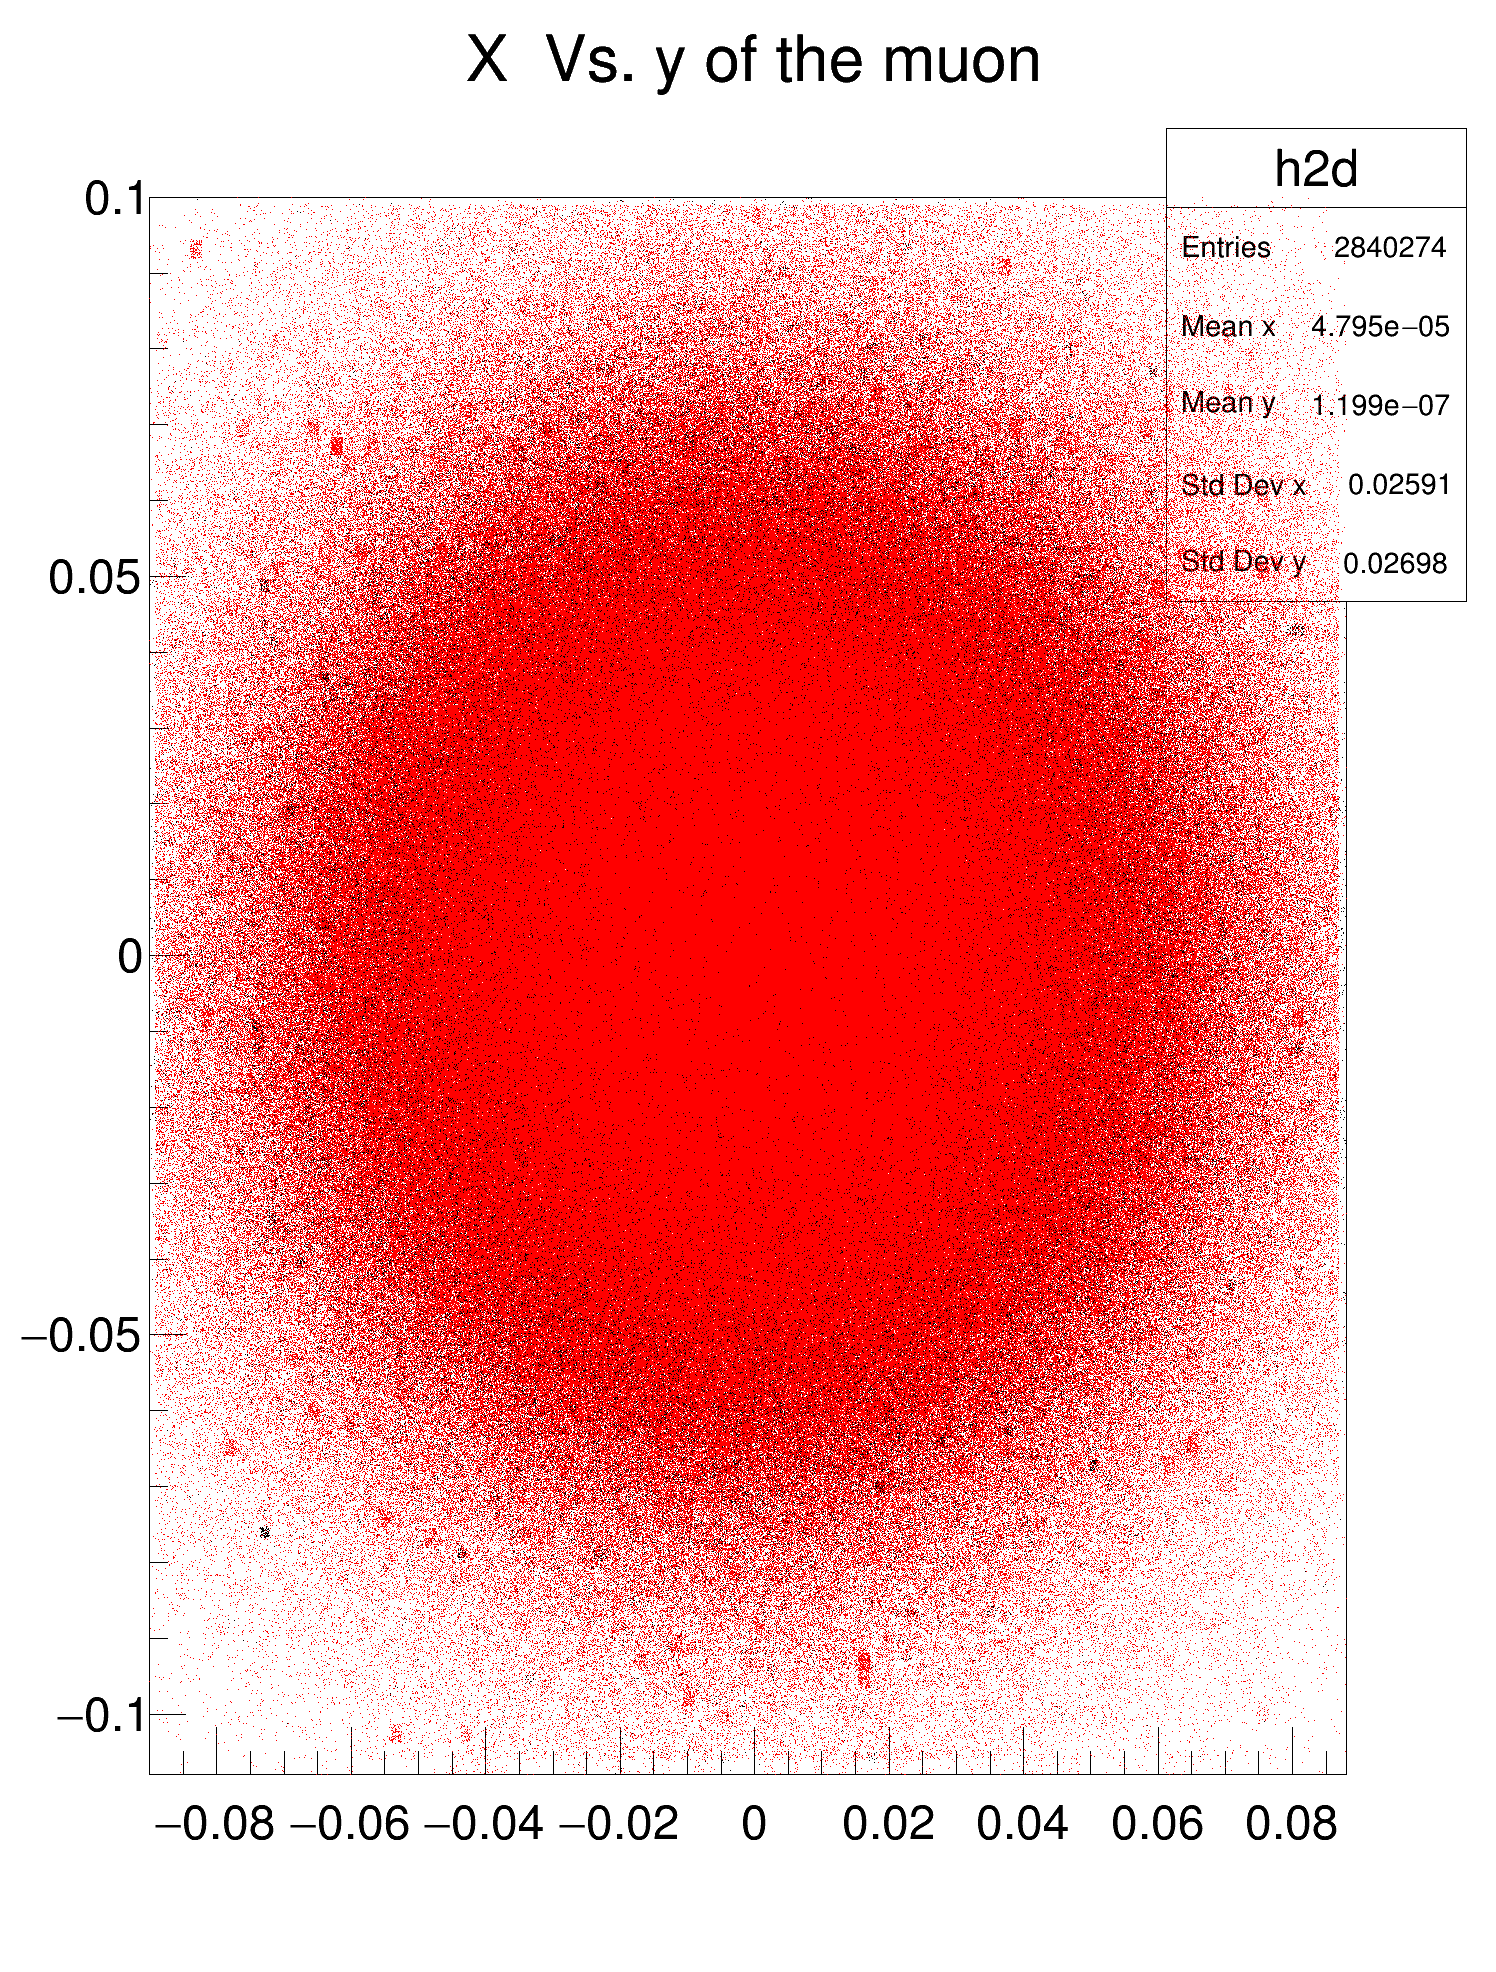 X Vs. y of the muon
h2d
Entries 2840274
Mean x 4.795e−05
Mean y 1.199e−07
Std Dev x 0.02591
Std Dev y 0.02698
0.1
0.05
0
−0.05
−0.1
−0.08 −0.06 −0.04 −0.02 0 0.02 0.04 0.06 0.08